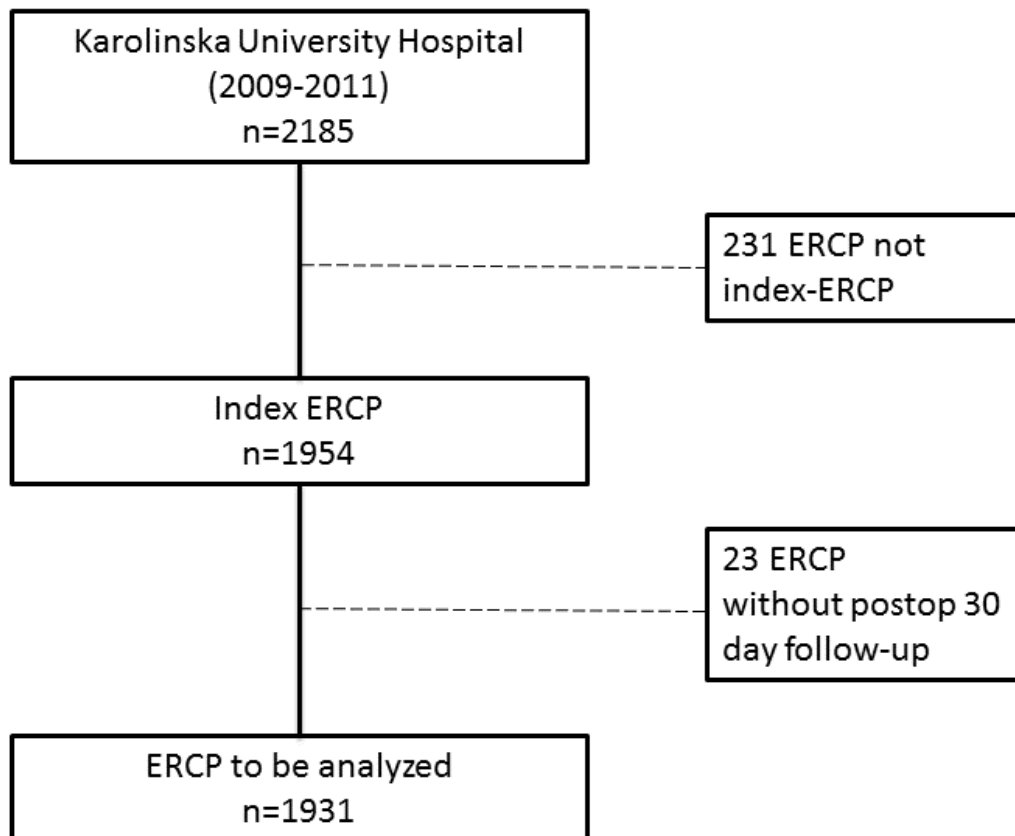 Karolinska University Hospital
(2009-2011)
n=2185
231 ERCP not
index-ERCP
Index ERCP
n=1954
23 ERCP
without postop 30
day follow-up
ERCP to be analyzed
n=1931